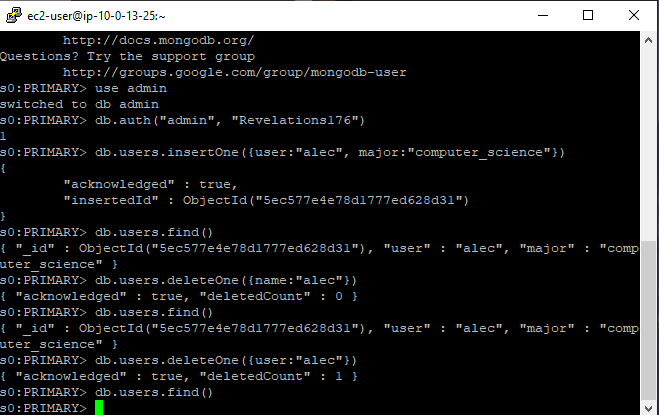 ec2-user@ip-10-0-13-25:~
http://docs.mongodb.org/
Questions? Try the support group
http://groups.google.com/group/mongodb-user
s0:PRIMARY> use admin
switched to db admin
s0:PRIMARY> db.auth("admin", "Revelations176")
1
s0:PRIMARY> db.users.insertOne({user:"alec", major:"computer_science"})
{
"acknowledged" : true,
"insertedId" : ObjectId("5ec577e4e78d1777ed628d31")
}
s0:PRIMARY> db.users.find()
{ "_id" : ObjectId("5ec577e4e78d1777ed628d31"), "user" : "alec", "major" : "comp
uter_science" }
s0:PRIMARY> db.users.deleteOne({name:"alec"})
{ "acknowledged" : true, "deletedCount" : 0 }
s0:PRIMARY> db.users.find()
{ "_id" : ObjectId("5ec577e4e78d1777ed628d31"), "user" : "alec", "major" : "comp
uter_science" }
s0:PRIMARY> db.users.deleteOne({user:"alec"})
{ "acknowledged" : true, "deletedCount" : 1 }
s0:PRIMARY> db.users.find()
s0:PRIMARY>